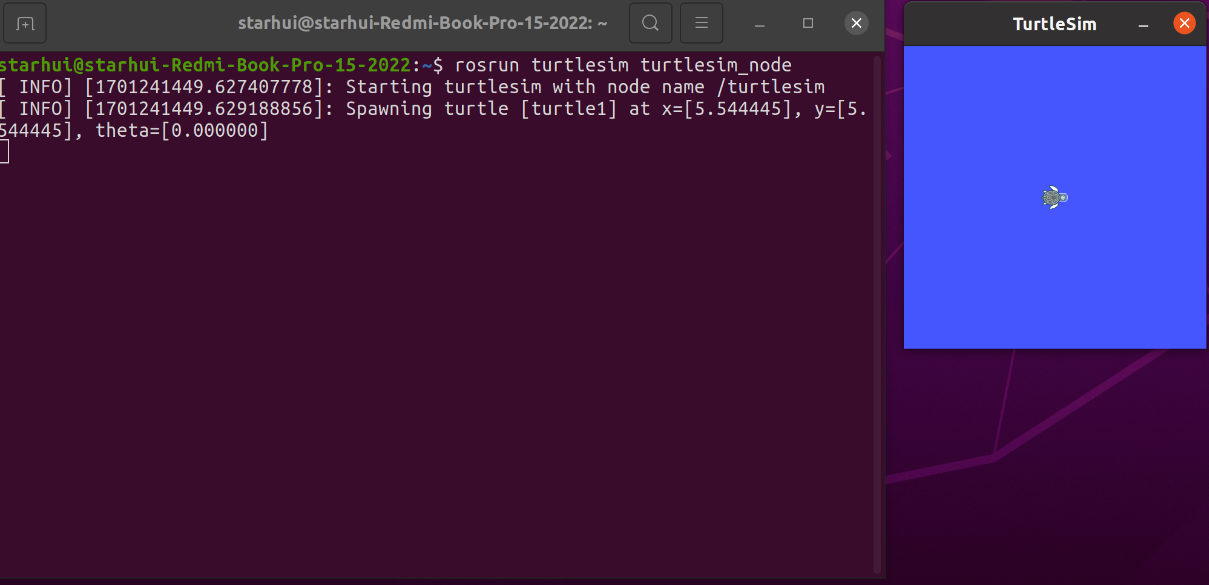 starhui@starhui-Redmi-Book-Pro-15-2022: ~
TurtleSim
starhui@starhui-Redmi-Book-Pro-15-2022:~$ rosrun turtlesim turtlesim_node
[ INFO] [1701241449.627407778]: Starting turtlesim with node name /turtlesim
[ INFO] [1701241449.629188856]: Spawning turtle [turtle1] at x=[5.544445], y=[5.
544445], theta=[0.000000]